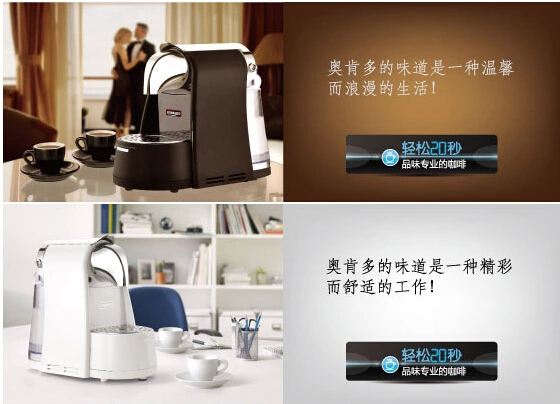 奥肯多的味道是一种温馨
而浪漫的生活！
轻松20秒
品味专业的咖啡
奥肯多的味道是一种精彩
而舒适的工作！
轻松20秒
品味专业的咖啡